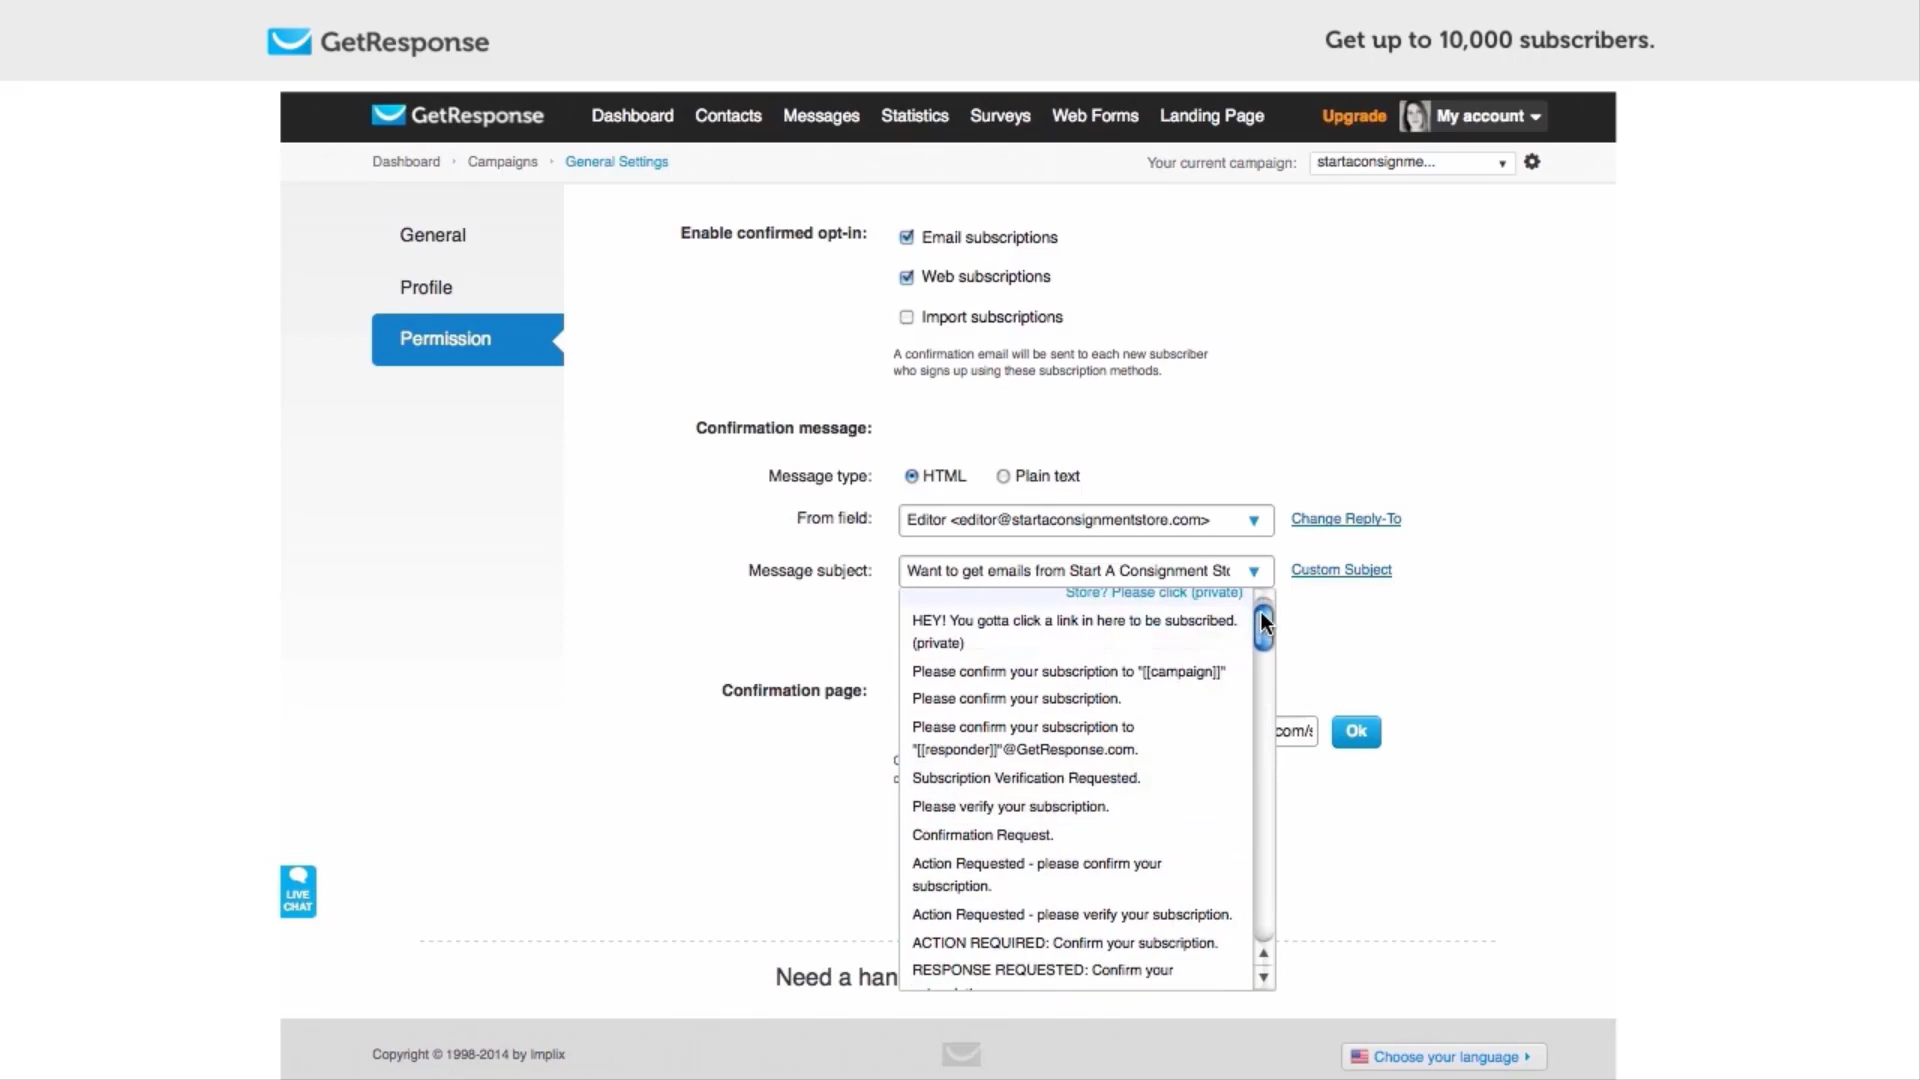 GetResponse
Get up to 10,000 subscribers.
GetResponse Dashboard Contacts Messages Statistics Surveys Web Forms Landing Page Upgrade My account
Dashboard Campaigns General Settings Your current campaign: startaconsignme...
General
Profile
Permission
Enable confirmed opt-in:
Email subscriptions
Web subscriptions
Import subscriptions
A confirmation email will be sent to each new subscriber
who signs up using these subscription methods.
Confirmation message:
Message type: HTML Plain text
From field: Editor <editor@startaconsignmentstore.com> Change Reply-To
Message subject: Want to get emails from Start A Consignment Sto Custom Subject
Store? Please click (private)
HEY! You gotta click a link in here to be subscribed.
(private)
Please confirm your subscription to "[[campaign]]"
Please confirm your subscription.
Please confirm your subscription to
"[[responder]]"@GetResponse.com.
Subscription Verification Requested.
Please verify your subscription.
Confirmation Request.
Action Requested - please confirm your
subscription.
Action Requested - please verify your subscription.
ACTION REQUIRED: Confirm your subscription.
RESPONSE REQUESTED: Confirm your
Confirmation page:
com/s Ok
LIVE
CHAT
Need a han
Copyright © 1998-2014 by Implix
Choose your language